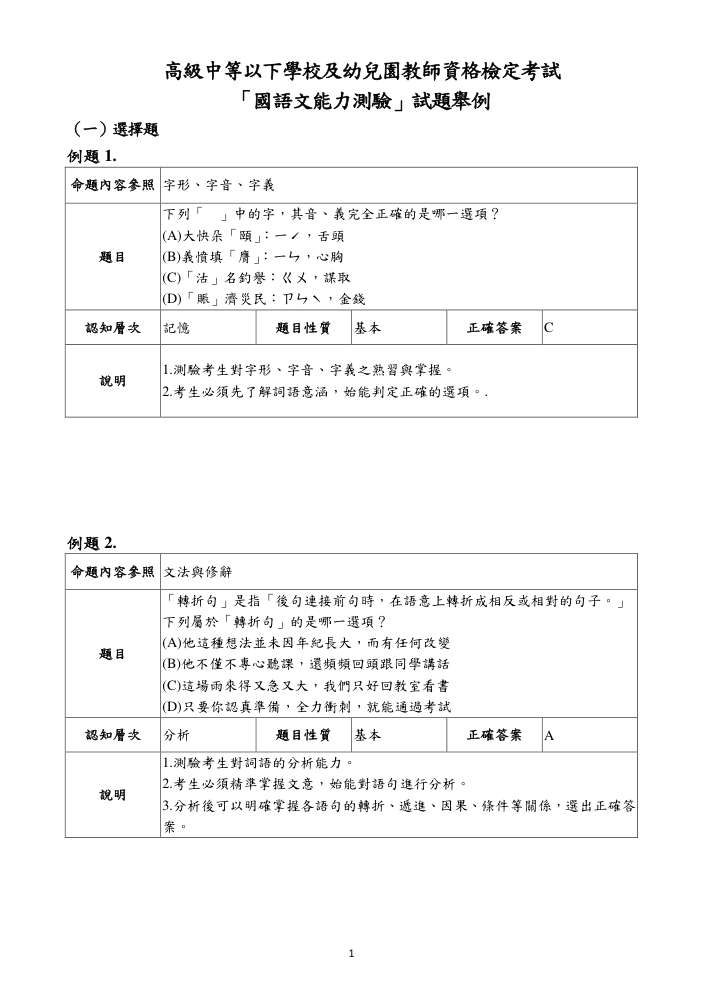 高級中等以下學校及幼兒園教師資格檢定考試
「國語文能力測驗」試題舉例
（一）選擇題
例題 1.
命題內容參照 字形、字音、字義
題目
下列「　」中的字，其音、義完全正確的是哪一選項？
(A)大快朵「頤」：ㄧˊ，舌頭
(B)義憤填「膺」：ㄧㄣ，心胸
(C)「沽」名釣譽：ㄍㄨ，謀取
(D)「賑」濟災民：ㄗㄣˋ，金錢
認知層次 記憶 題目性質 基本 正確答案 C
說明
1.測驗考生對字形、字音、字義之熟習與掌握。
2.考生必須先了解詞語意涵，始能判定正確的選項。.
例題 2.
命題內容參照 文法與修辭
題目
「轉折句」是指「後句連接前句時，在語意上轉折成相反或相對的句子。」
下列屬於「轉折句」的是哪一選項？
(A)他這種想法並未因年紀長大，而有任何改變
(B)他不僅不專心聽課，還頻頻回頭跟同學講話
(C)這場雨來得又急又大，我們只好回教室看書
(D)只要你認真準備，全力衝刺，就能通過考試
認知層次 分析 題目性質 基本 正確答案 A
說明
1.測驗考生對詞語的分析能力。
2.考生必須精準掌握文意，始能對語句進行分析。
3.分析後可以明確掌握各語句的轉折、遞進、因果、條件等關係，選出正確答
案。
1